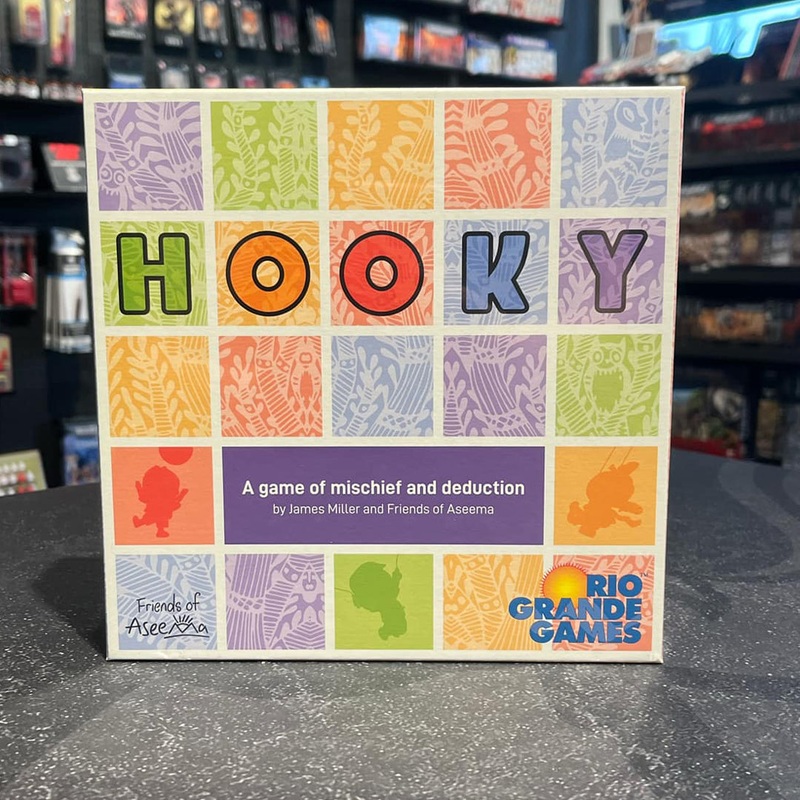 HOOKY
A game of mischief and deduction
by James Miller and Friends of Aseema
Friends of
Aseema
RIO
GRANDE
GAMES
TM